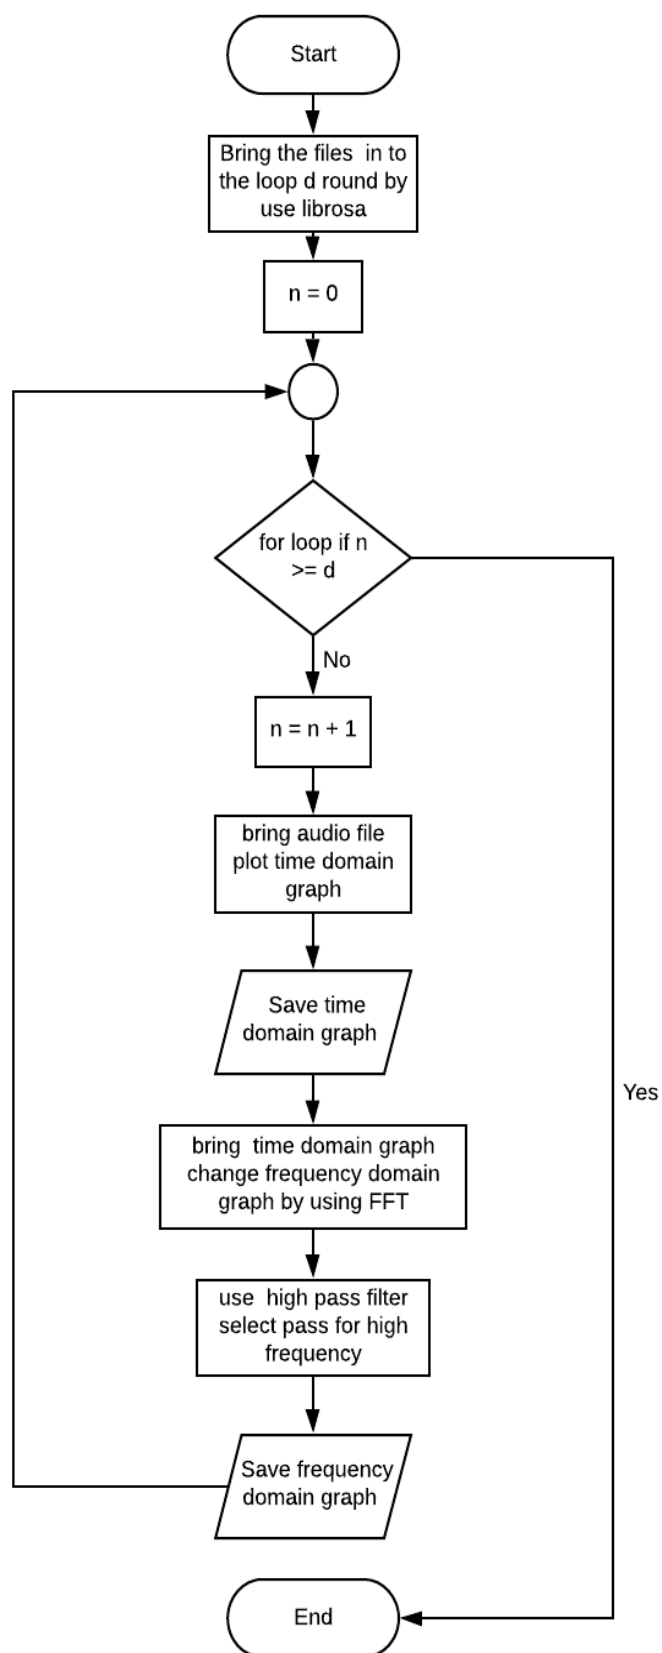 Start
Bring the files in to
the loop d round by
use librosa
n = 0
for loop if n
>= d
No
n = n + 1
bring audio file
plot time domain
graph
Save time
domain graph
Yes
bring time domain graph
change frequency domain
graph by using FFT
use high pass filter
select pass for high
frequency
Save frequency
domain graph
End